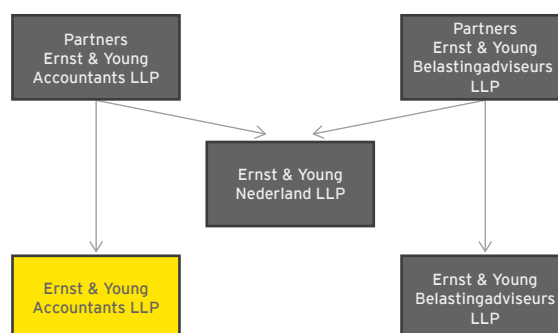 Partners
Ernst & Young
Accountants LLP
Partners
Ernst & Young
Belastingadviseurs
LLP
Ernst & Young
Nederland LLP
Ernst & Young
Accountants LLP
Ernst & Young
Belastingadviseurs
LLP